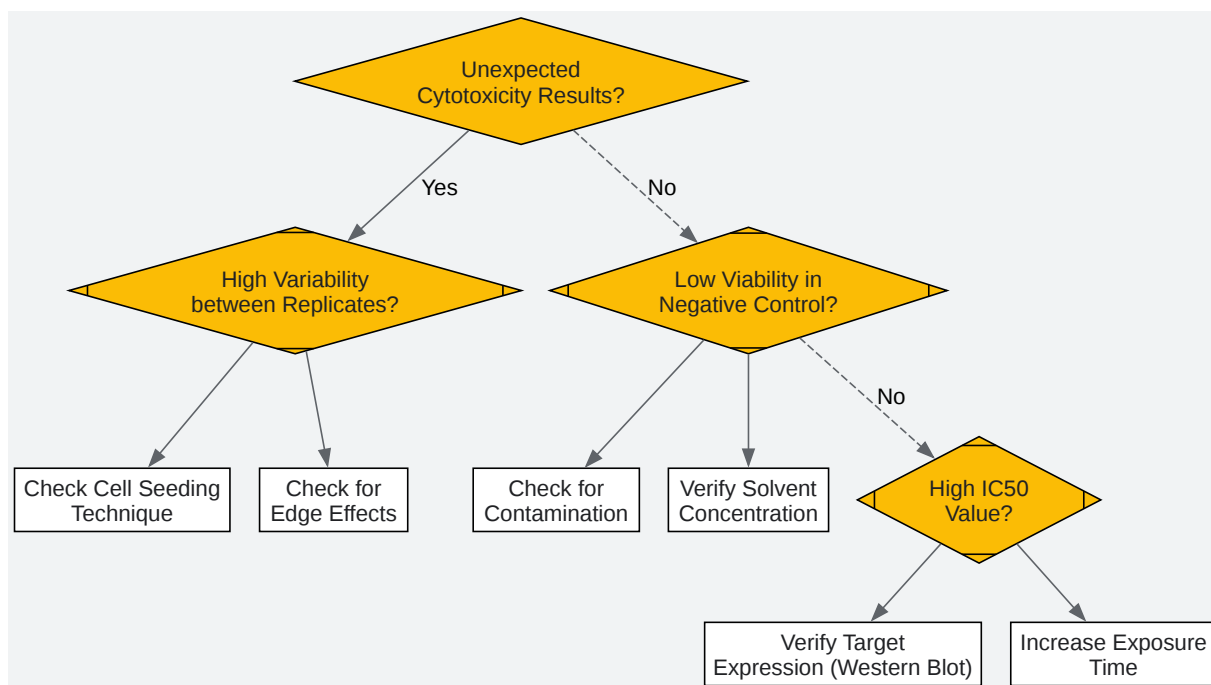 Unexpected
Cytotoxicity Results?
Yes
No
High Variability
between Replicates?
Low Viability in
Negative Control?
No
Check Cell Seeding
Technique
Check for
Edge Effects
Check for
Contamination
Verify Solvent
Concentration
High IC50
Value?
Verify Target
Expression (Western Blot)
Increase Exposure
Time